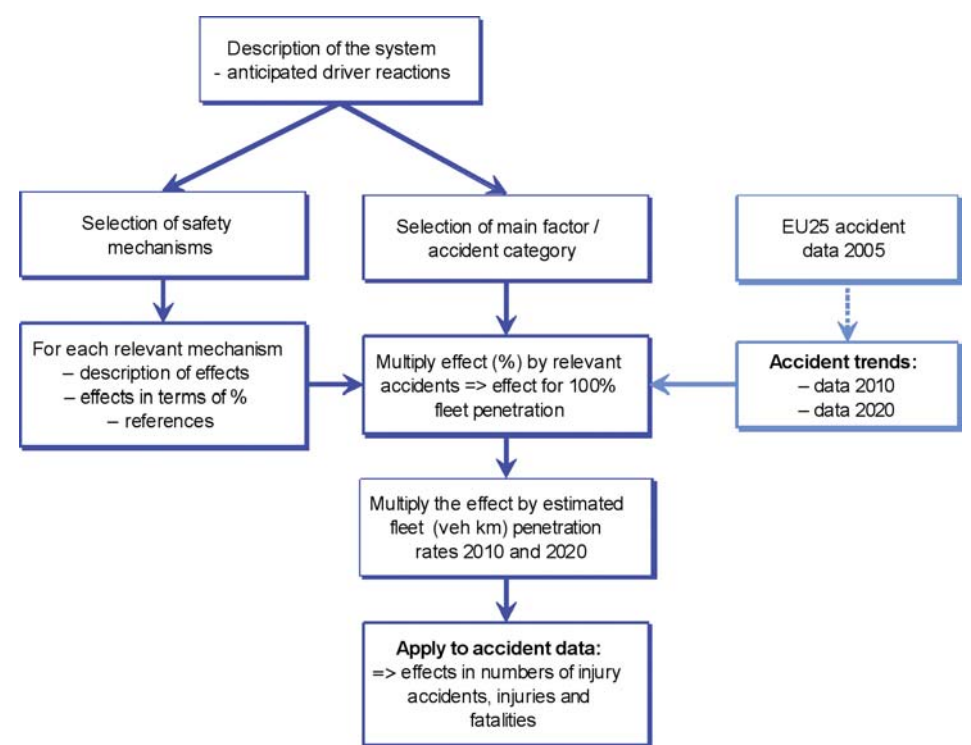 Description of the system
- anticipated driver reactions
Selection of safety
mechanisms
Selection of main factor /
accident category
EU25 accident
data 2005
For each relevant mechanism
– description of effects
– effects in terms of %
– references
Multiply effect (%) by relevant
accidents => effect for 100%
fleet penetration
Accident trends:
– data 2010
– data 2020
Multiply the effect by estimated
fleet (veh km) penetration
rates 2010 and 2020
Apply to accident data:
=> effects in numbers of injury
accidents, injuries and
fatalities